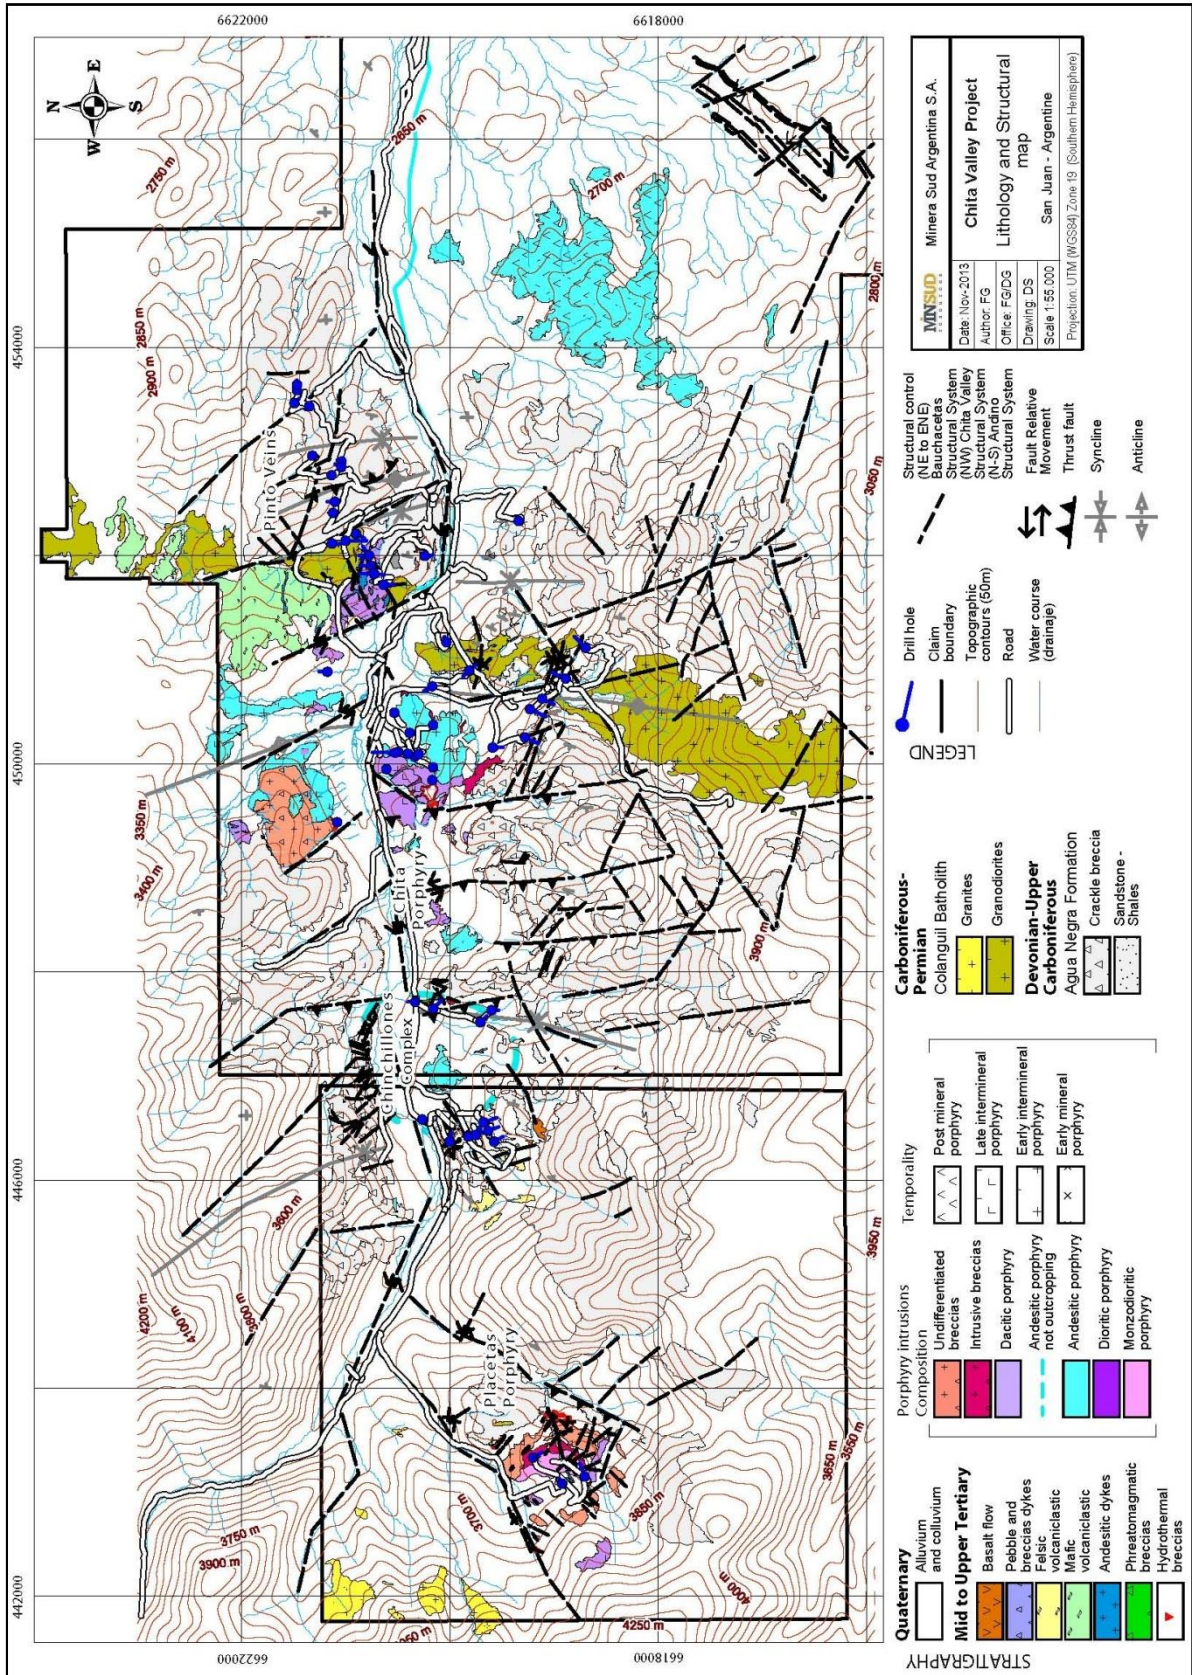 6622000
6618000
442000
446000
450000
454000
6622000
6618000
N
W
E
S
2750 m
2650 m
2700 m
2800 m
2850 m
2900 m
3050 m
3350 m
3400 m
3900 m
3950 m
3600 m
3800 m
4100 m
4200 m
3750 m
3900 m
3700 m
3850 m
4000 m
4250 m
3650 m
3550 m
Pinto Veins
Chita
Porphyry
Chinchillones
Complex
Placetas
Porphyry
STRATIGRAPHY
Quaternary
Alluvium
and colluvium
Mid to Upper Tertiary
Basalt flow
Pebble and
breccias dykes
Felsic
volcaniclastic
Mafic
volcaniclastic
Andesitic dykes
Phreatomagmatic
breccias
Hydrothermal
breccias
Porphyry intrusions
Composition
Undifferentiated
breccias
Intrusive breccias
Dacitic porphyry
Andesitic porphyry
not outcropping
Andesitic porphyry
Dioritic porphyry
Monzodioritic
porphyry
Temporality
Post mineral
porphyry
Late intermineral
porphyry
Early intermineral
porphyry
Early mineral
porphyry
Carboniferous-
Permian
Colanguil Batholith
Granites
Granodiorites
Devonian-Upper
Carboniferous
Agua Negra Formation
Crackle breccia
Sandstone -
Shales
LEGEND
Drill hole
Claim
boundary
Topographic
contours (50m)
Road
Water course
(drainaje)
Structural control
(NE to ENE)
Bauchacetas
Structural System
(NW) Chita Valley
Structural System
(N-S) Andino
Structural System
Fault Relative
Movement
Thrust fault
Syncline
Anticline
MINSUD
RESOURCES
Minera Sud Argentina S.A.
Date: Nov-2013
Author: FG
Office: FG/DG
Drawing: DS
Scale 1:55.000
Chita Valley Project
Lithology and Structural
map
San Juan - Argentine
Projection: UTM (WGS84) Zone 19 (Southern Hemisphere)